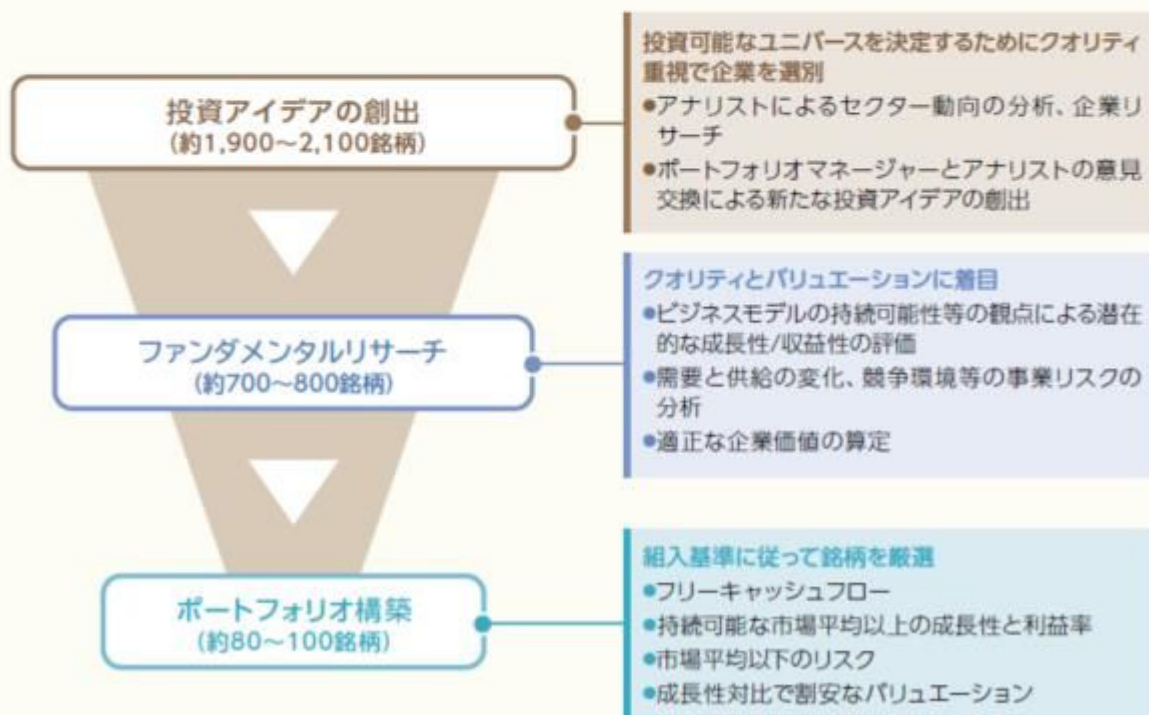 投資アイデアの創出
(約1,900〜2,100銘柄)
投資可能なユニバースを決定するためにクオリティ
重視で企業を選別
●アナリストによるセクター動向の分析、企業リ
サーチ
●ポートフォリオマネージャーとアナリストの意見
交換による新たな投資アイデアの創出
ファンダメンタルリサーチ
(約700〜800銘柄)
クオリティとバリュエーションに着目
●ビジネスモデルの持続可能性等の観点による潜在
的な成長性/収益性の評価
●需要と供給の変化、競争環境等の事業リスクの
分析
●適正な企業価値の算定
ポートフォリオ構築
(約80〜100銘柄)
組入基準に従って銘柄を厳選
●フリーキャッシュフロー
●持続可能な市場平均以上の成長性と利益率
●市場平均以下のリスク
●成長性対比で割安なバリュエーション